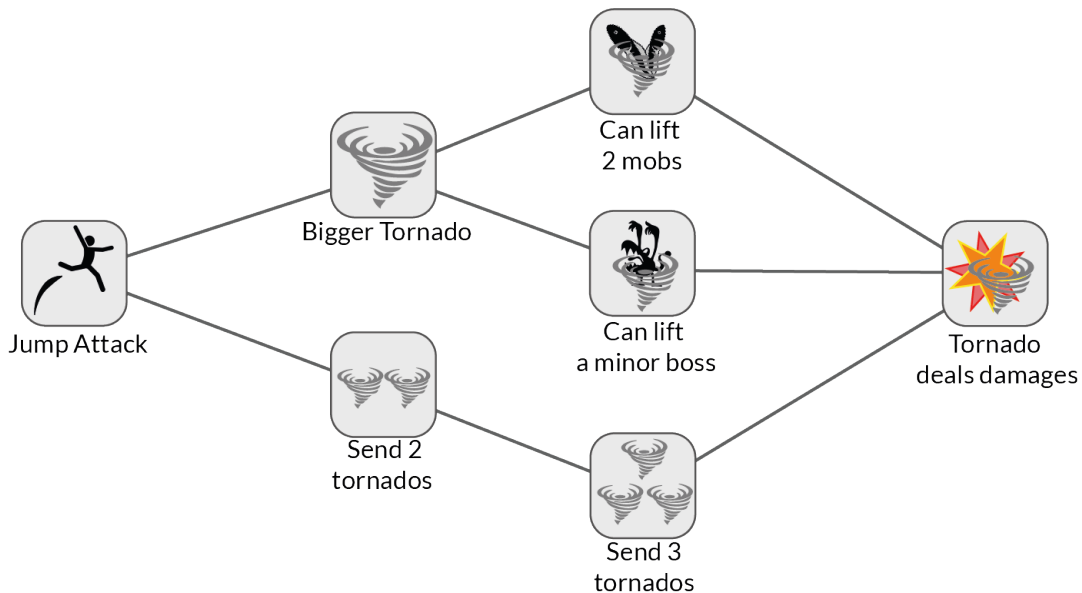 Can lift
2 mobs
Bigger Tornado
Can lift
a minor boss
Jump Attack
Tornado
deals damages
Send 2
tornados
Send 3
tornados